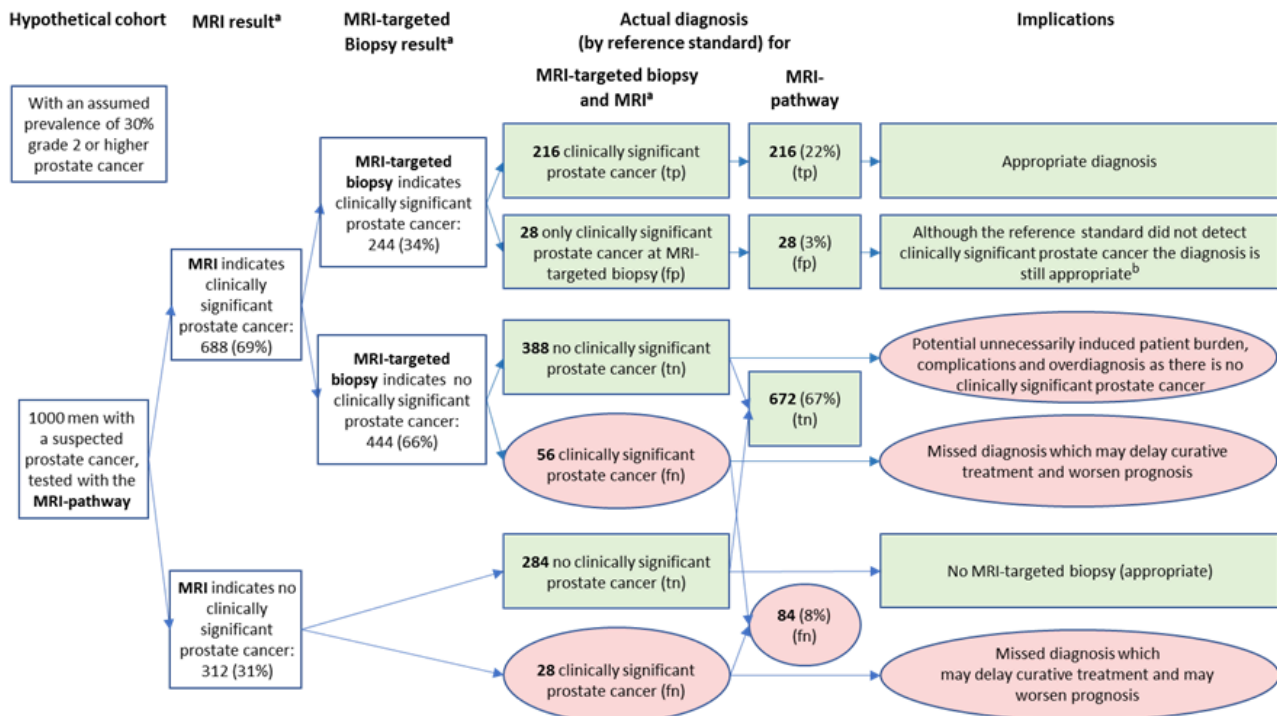 Hypothetical cohort
MRI resultᵃ
MRI-targeted
Biopsy resultᵃ
Actual diagnosis
(by reference standard) for
Implications
MRI-targeted biopsy
and MRIᵃ
MRI-
pathway
With an assumed
prevalence of 30%
grade 2 or higher
prostate cancer
1000 men with
a suspected
prostate cancer,
tested with the
MRI-pathway
MRI indicates
clinically
significant
prostate cancer:
688 (69%)
MRI indicates no
clinically
significant
prostate cancer:
312 (31%)
MRI-targeted
biopsy indicates
clinically significant
prostate cancer:
244 (34%)
MRI-targeted
biopsy indicates no
clinically significant
prostate cancer:
444 (66%)
216 clinically significant
prostate cancer (tp)
216 (22%)
(tp)
Appropriate diagnosis
28 only clinically significant
prostate cancer at MRI-
targeted biopsy (fp)
28 (3%)
(fp)
Although the reference standard did not detect
clinically significant prostate cancer the diagnosis is
still appropriateᵇ
388 no clinically significant
prostate cancer (tn)
Potential unnecessarily induced patient burden,
complications and overdiagnosis as there is no
clinically significant prostate cancer
672 (67%)
(tn)
56 clinically significant
prostate cancer (fn)
Missed diagnosis which may delay curative
treatment and worsen prognosis
284 no clinically significant
prostate cancer (tn)
No MRI-targeted biopsy (appropriate)
84 (8%)
(fn)
28 clinically significant
prostate cancer (fn)
Missed diagnosis which
may delay curative treatment and may
worsen prognosis